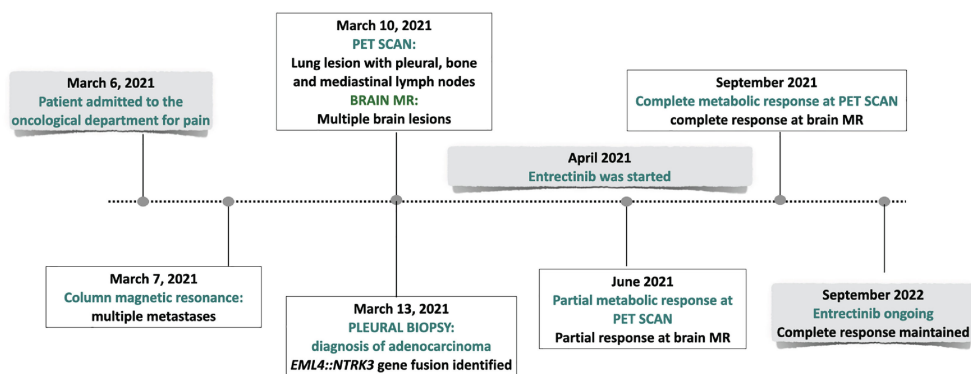 March 6, 2021
Patient admitted to the
oncological department for pain
March 7, 2021
Column magnetic resonance:
multiple metastases
March 10, 2021
PET SCAN:
Lung lesion with pleural, bone
and mediastinal lymph nodes
BRAIN MR:
Multiple brain lesions
March 13, 2021
PLEURAL BIOPSY:
diagnosis of adenocarcinoma
EML4::NTRK3 gene fusion identified
April 2021
Entrectinib was started
June 2021
Partial metabolic response at
PET SCAN
Partial response at brain MR
September 2021
Complete metabolic response at PET SCAN
complete response at brain MR
September 2022
Entrectinib ongoing
Complete response maintained